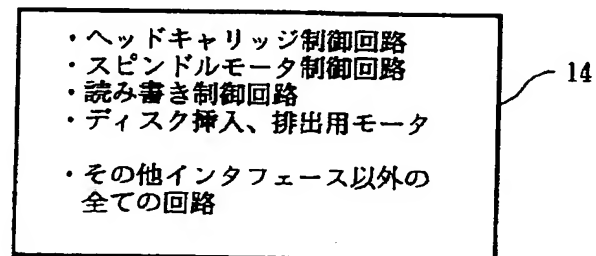 ・ヘッドキャリッジ制御回路
・スピンドルモータ制御回路
・読み書き制御回路
・ディスク挿入、排出用モータ
・その他インタフェース以外の
全ての回路
14